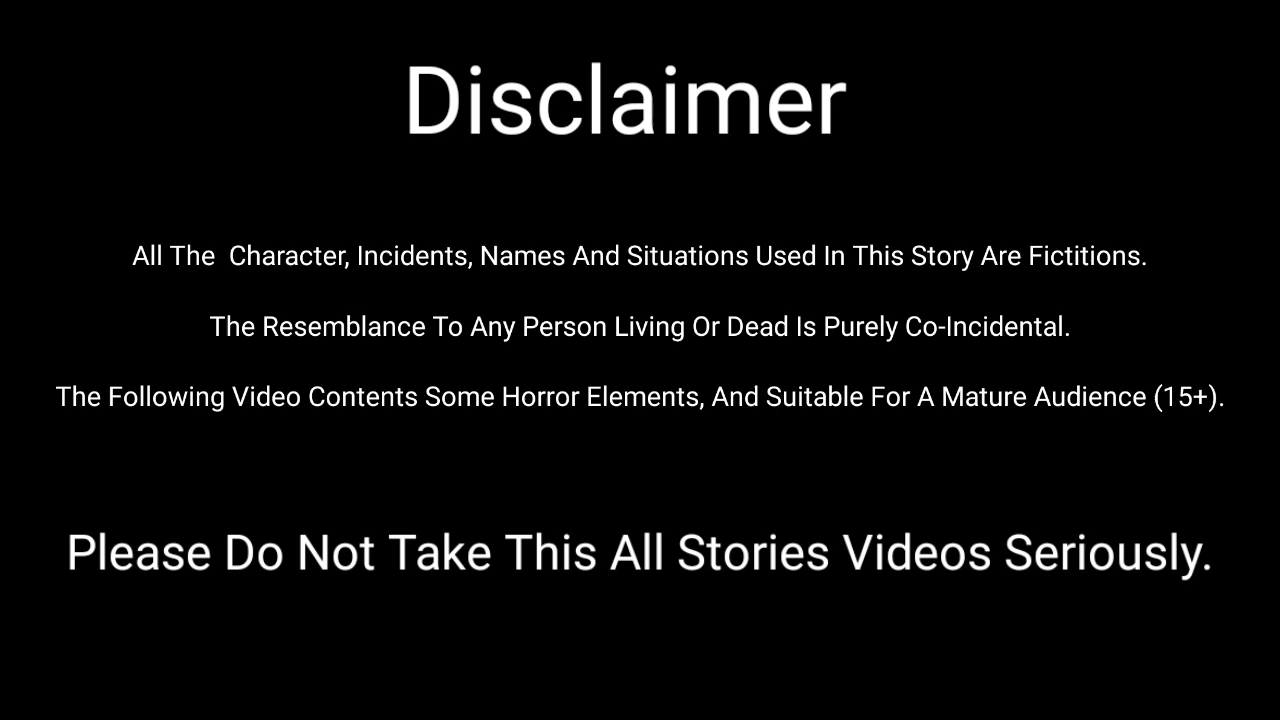 Disclaimer
All The  Character, Incidents, Names And Situations Used In This Story Are Fictitions.
The Resemblance To Any Person Living Or Dead Is Purely Co-Incidental.
The Following Video Contents Some Horror Elements, And Suitable For A Mature Audience (15+).
Please Do Not Take This All Stories Videos Seriously.